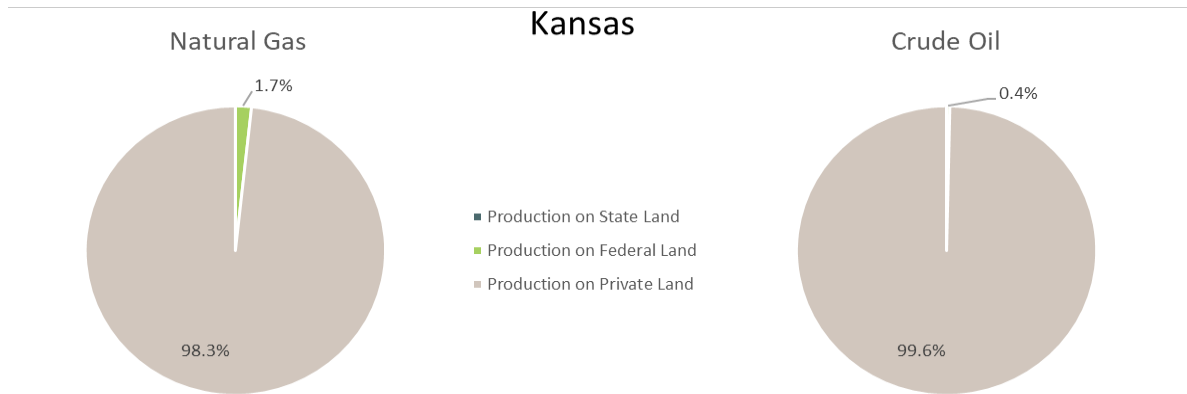 Kansas
Natural Gas
Crude Oil
1.7%
0.4%
Production on State Land
Production on Federal Land
Production on Private Land
98.3%
99.6%